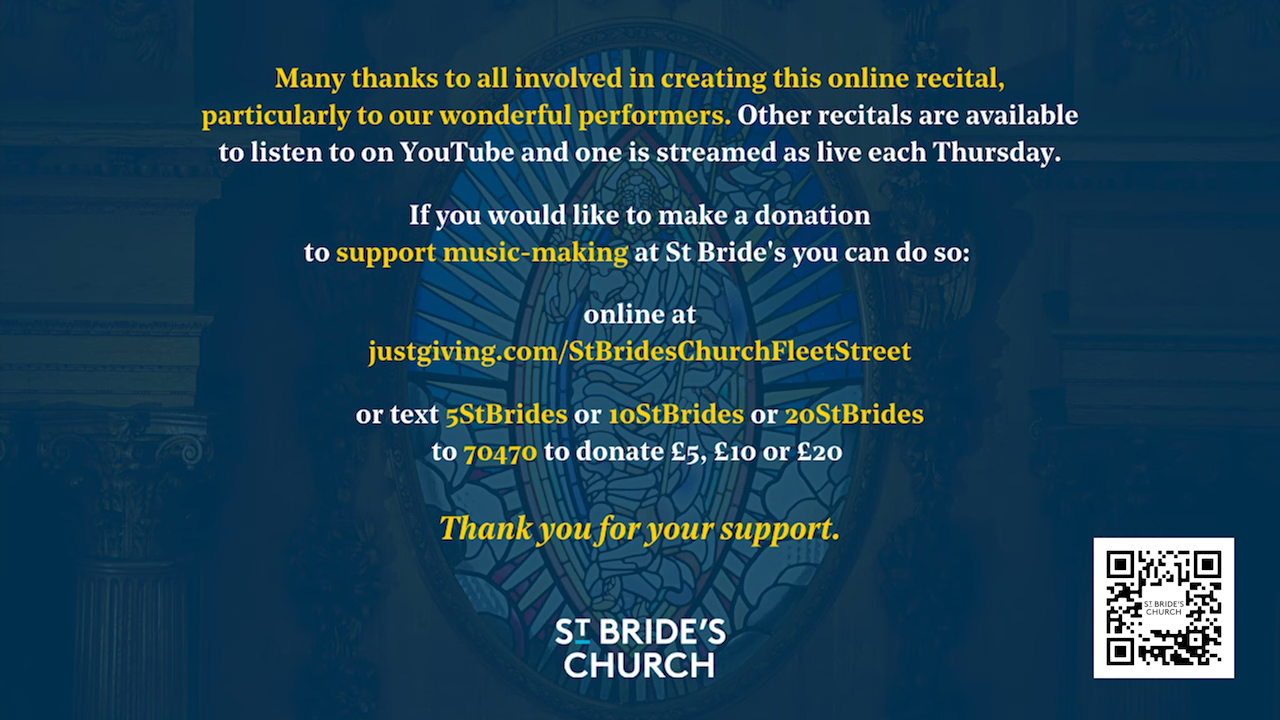 Many thanks to all involved in creating this online recital,
particularly to our wonderful performers. Other recitals are available
to listen to on YouTube and one is streamed as live each Thursday.
If you would like to make a donation
to support music-making at St Bride's you can do so:
online at
justgiving.com/StBridesChurchFleetStreet
or text 5StBrides or 10StBrides or 20StBrides
to 70470 to donate £5, £10 or £20
Thank you for your support.
ST BRIDE'S
CHURCH
ST BRIDE'S
CHURCH